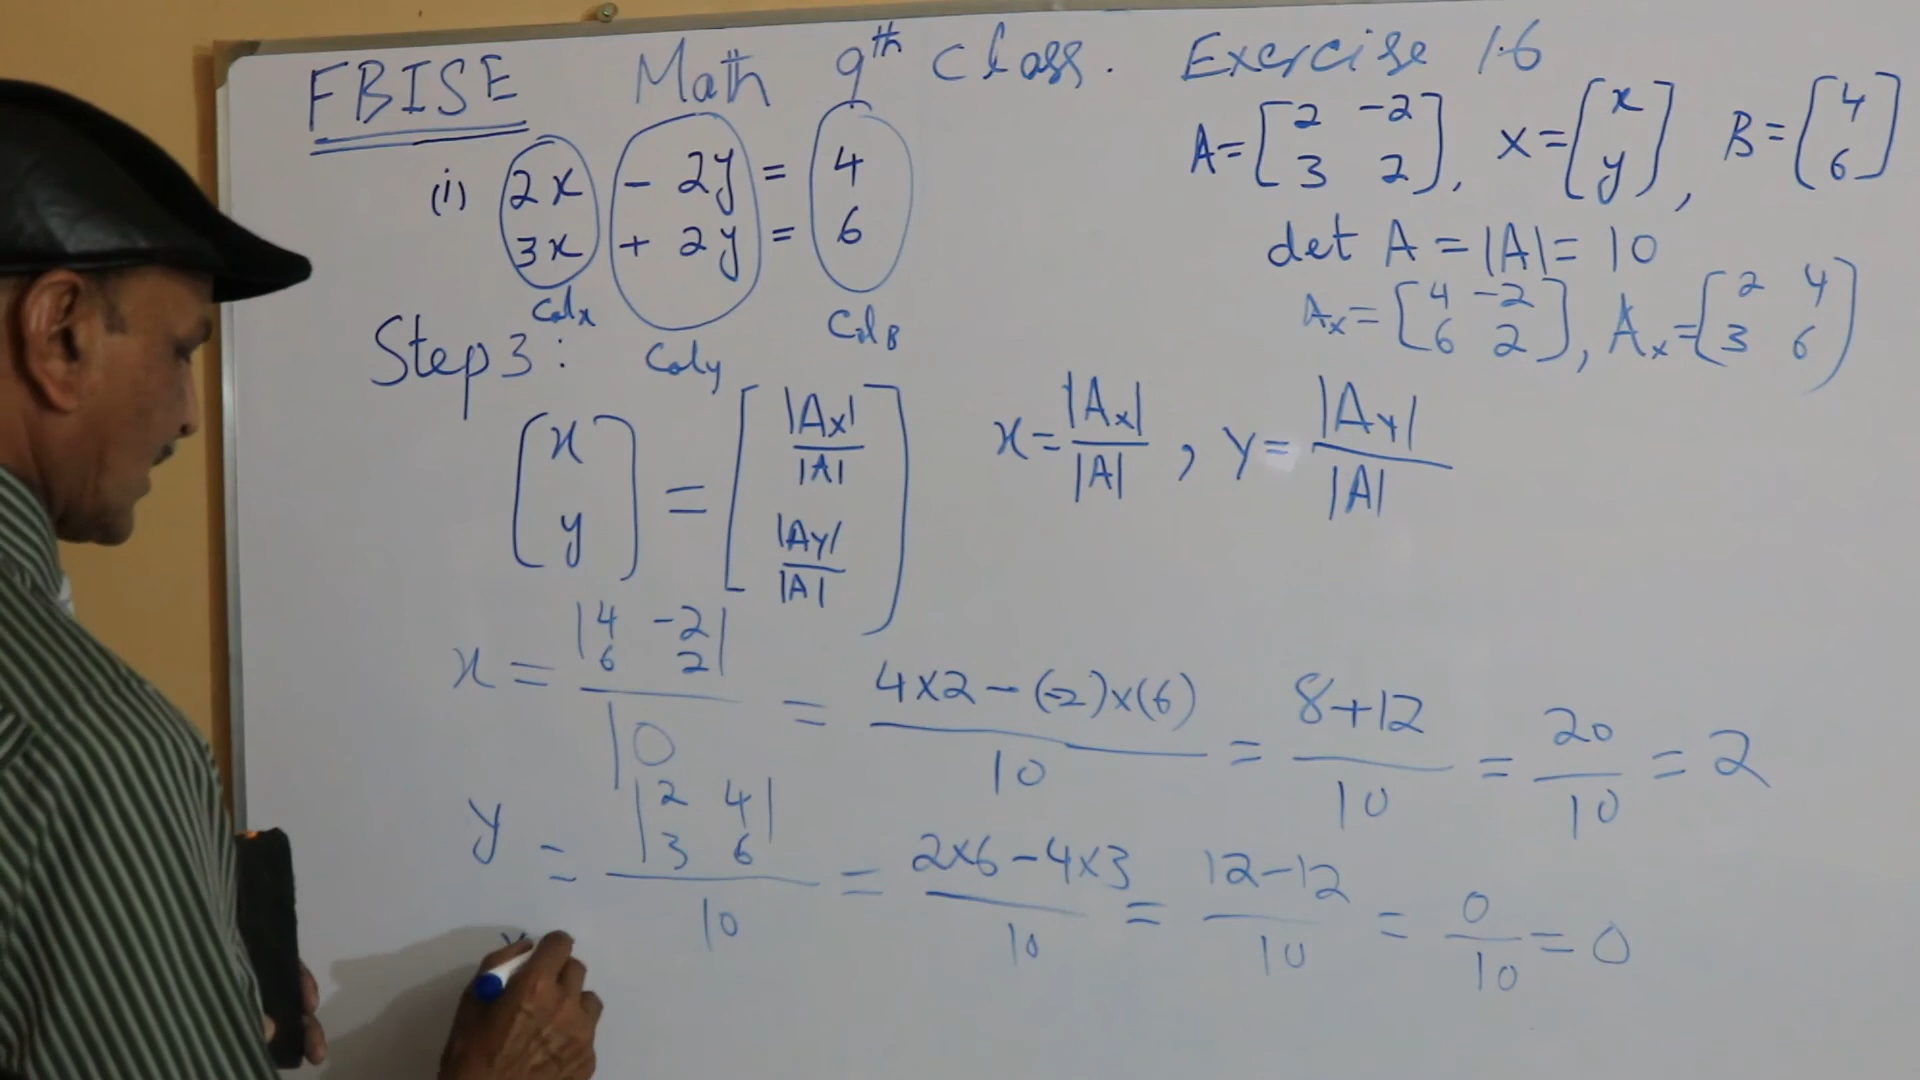 FBISE Math 9th Class. Exercise 1.6
(i) 2x - 2y = 4
3x + 2y = 6
Colx Coly ColB
A = [2 -2
3 2], X = [x
y], B = [4
6]
det A = |A| = 10
Ax = [4 -2
6 2], Ax = [2 4
3 6]
Step 3:
[x
y] = [|Ax|/|A|
|Ay|/|A|]
x = |Ax|/|A| , Y = |AY|/|A|
x = |4 -2
6 2|/10 = 4×2-(-2)×(6)/10 = 8+12/10 = 20/10 = 2
y = |2 4
3 6|/10 = 2×6-4×3/10 = 12-12/10 = 0/10 = 0